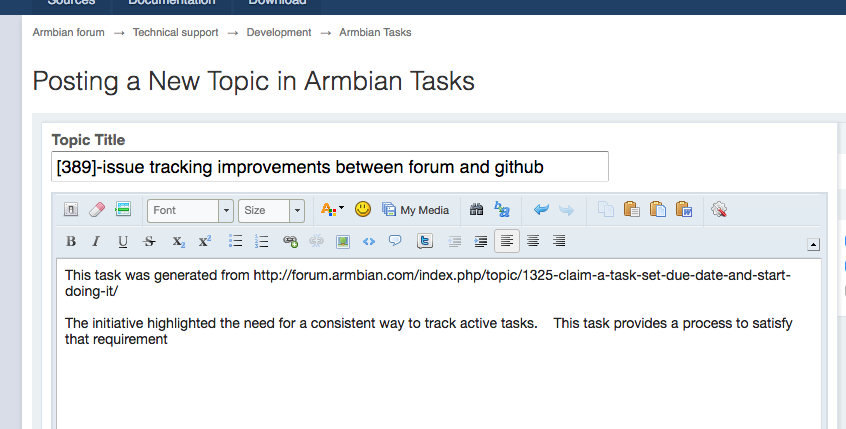 Sources Documentation Download
Armbian forum → Technical support → Development → Armbian Tasks
Posting a New Topic in Armbian Tasks
Topic Title
[389]-issue tracking improvements between forum and github
Font Size My Media
B I U S X₂ X²
This task was generated from http://forum.armbian.com/index.php/topic/1325-claim-a-task-set-due-date-and-start-
doing-it/
The initiative highlighted the need for a consistent way to track active tasks. This task provides a process to satisfy
that requirement